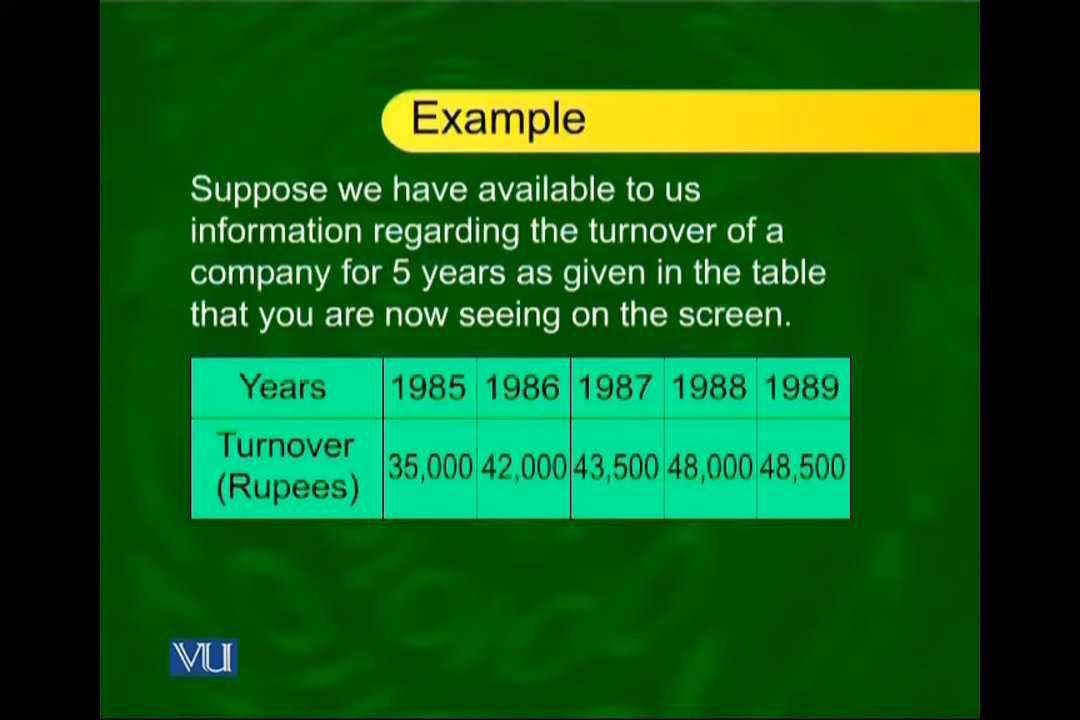 Example
Suppose we have available to us
information regarding the turnover of a
company for 5 years as given in the table
that you are now seeing on the screen.
Years 1985 1986 1987 1988 1989
Turnover (Rupees) 35,000 42,000 43,500 48,000 48,500
VU